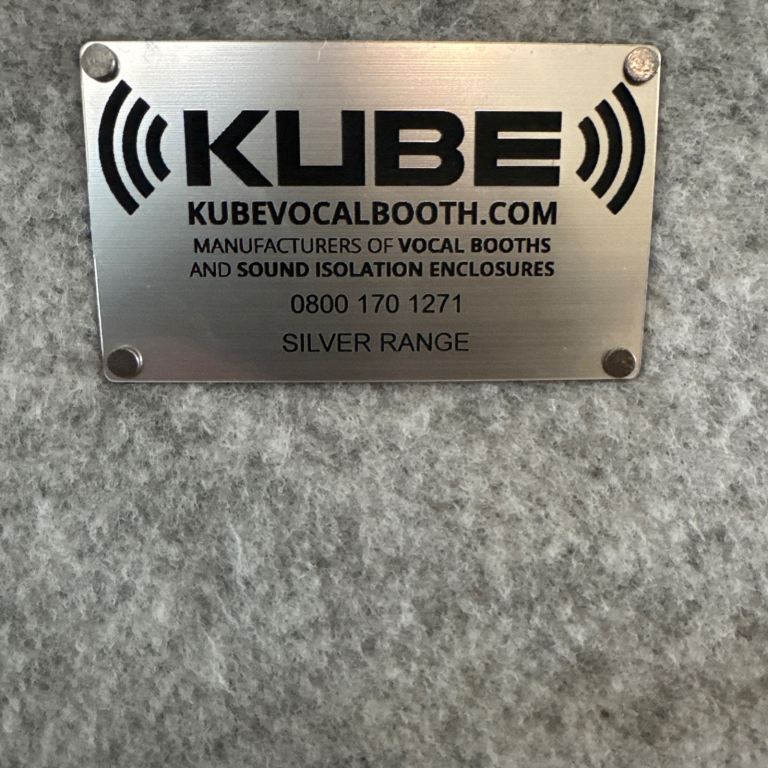 KUBE
KUBEVOCALBOOTH.COM
MANUFACTURERS OF VOCAL BOOTHS
AND SOUND ISOLATION ENCLOSURES
0800 170 1271
SILVER RANGE